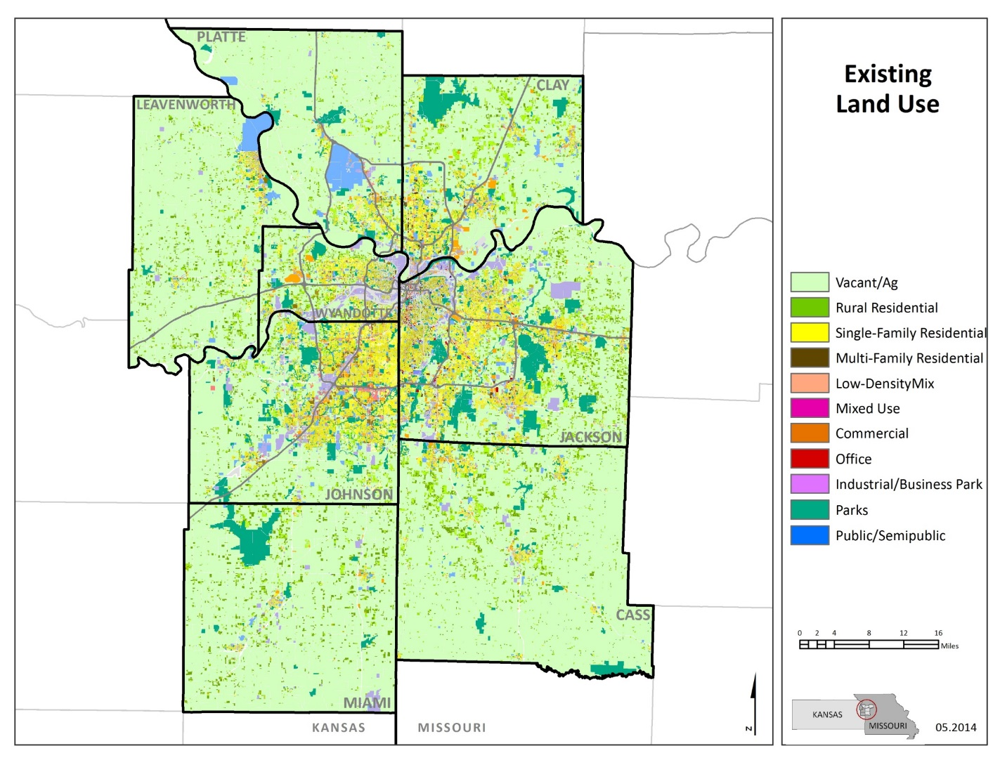 PLATTE
CLAY
LEAVENWORTH
WYANDOTTE
JACKSON
JOHNSON
CASS
MIAMI
KANSAS
MISSOURI
N
Existing
Land Use
Vacant/Ag
Rural Residential
Single-Family Residential
Multi-Family Residential
Low-DensityMix
Mixed Use
Commercial
Office
Industrial/Business Park
Parks
Public/Semipublic
0 2 4 8 12 16
Miles
KANSAS
MISSOURI
05.2014